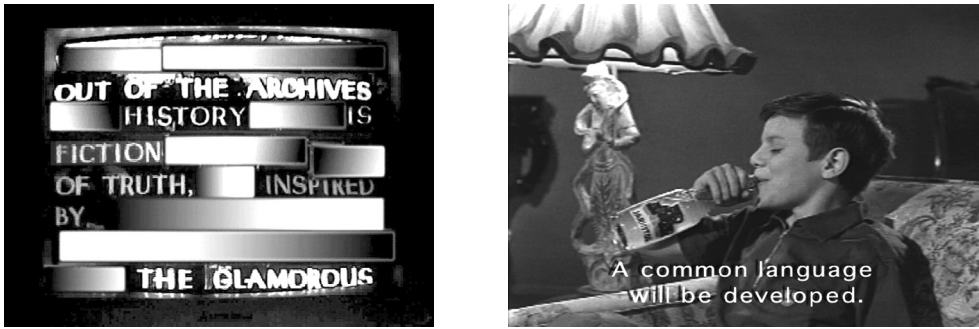 OUT OF THE ARCHIVES
HISTORY IS
FICTION
OF TRUTH, INSPIRED
BY
THE GLAMOROUS
A common language
will be developed.